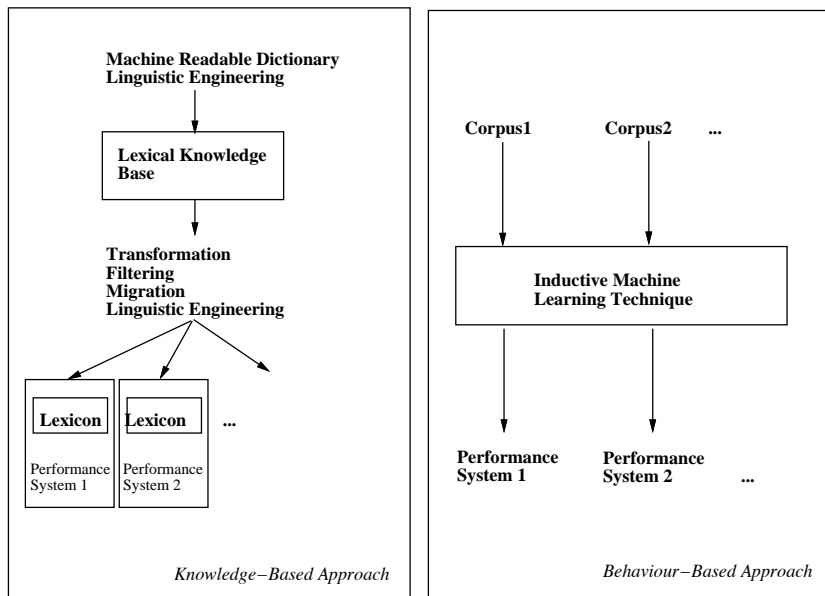 Machine Readable Dictionary
Linguistic Engineering
Lexical Knowledge
Base
Transformation
Filtering
Migration
Linguistic Engineering
Lexicon
Lexicon
...
Performance
System 1
Performance
System 2
Knowledge−Based Approach
Corpus1
Corpus2
...
Inductive Machine
Learning Technique
Performance
System 1
Performance
System 2
...
Behaviour−Based Approach